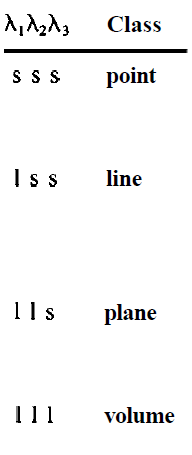 λ₁λ₂λ₃ Class
s s s point
l s s line
l l s plane
l l l volume